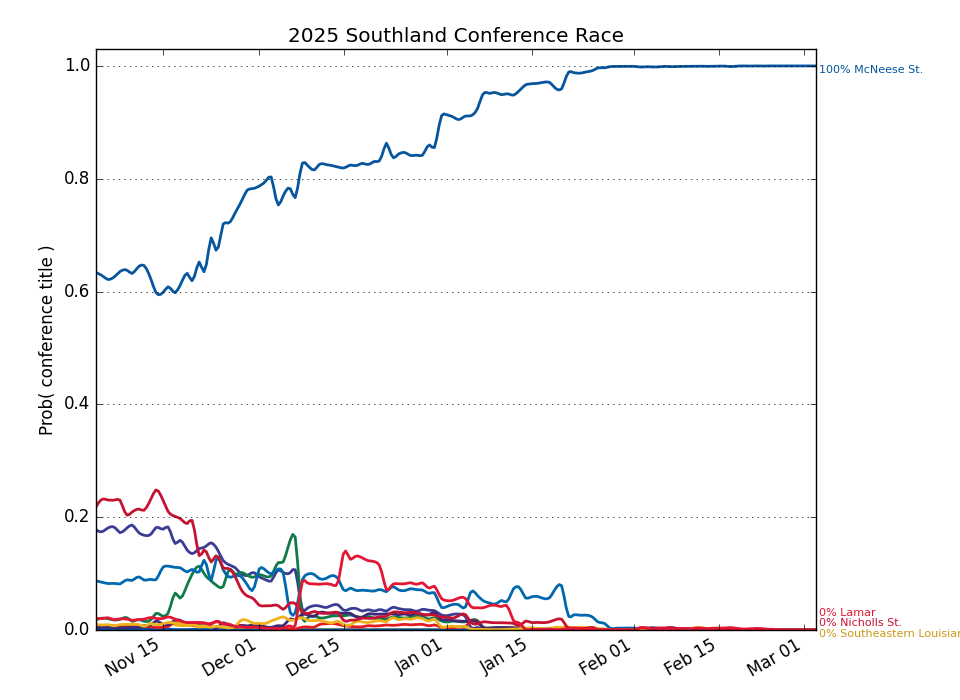 2025 Southland Conference Race
Prob( conference title )
1.0
0.8
0.6
0.4
0.2
0.0
Nov 15
Dec 01
Dec 15
Jan 01
Jan 15
Feb 01
Feb 15
Mar 01
100% McNeese St.
0% Lamar
0% Nicholls St.
0% Southeastern